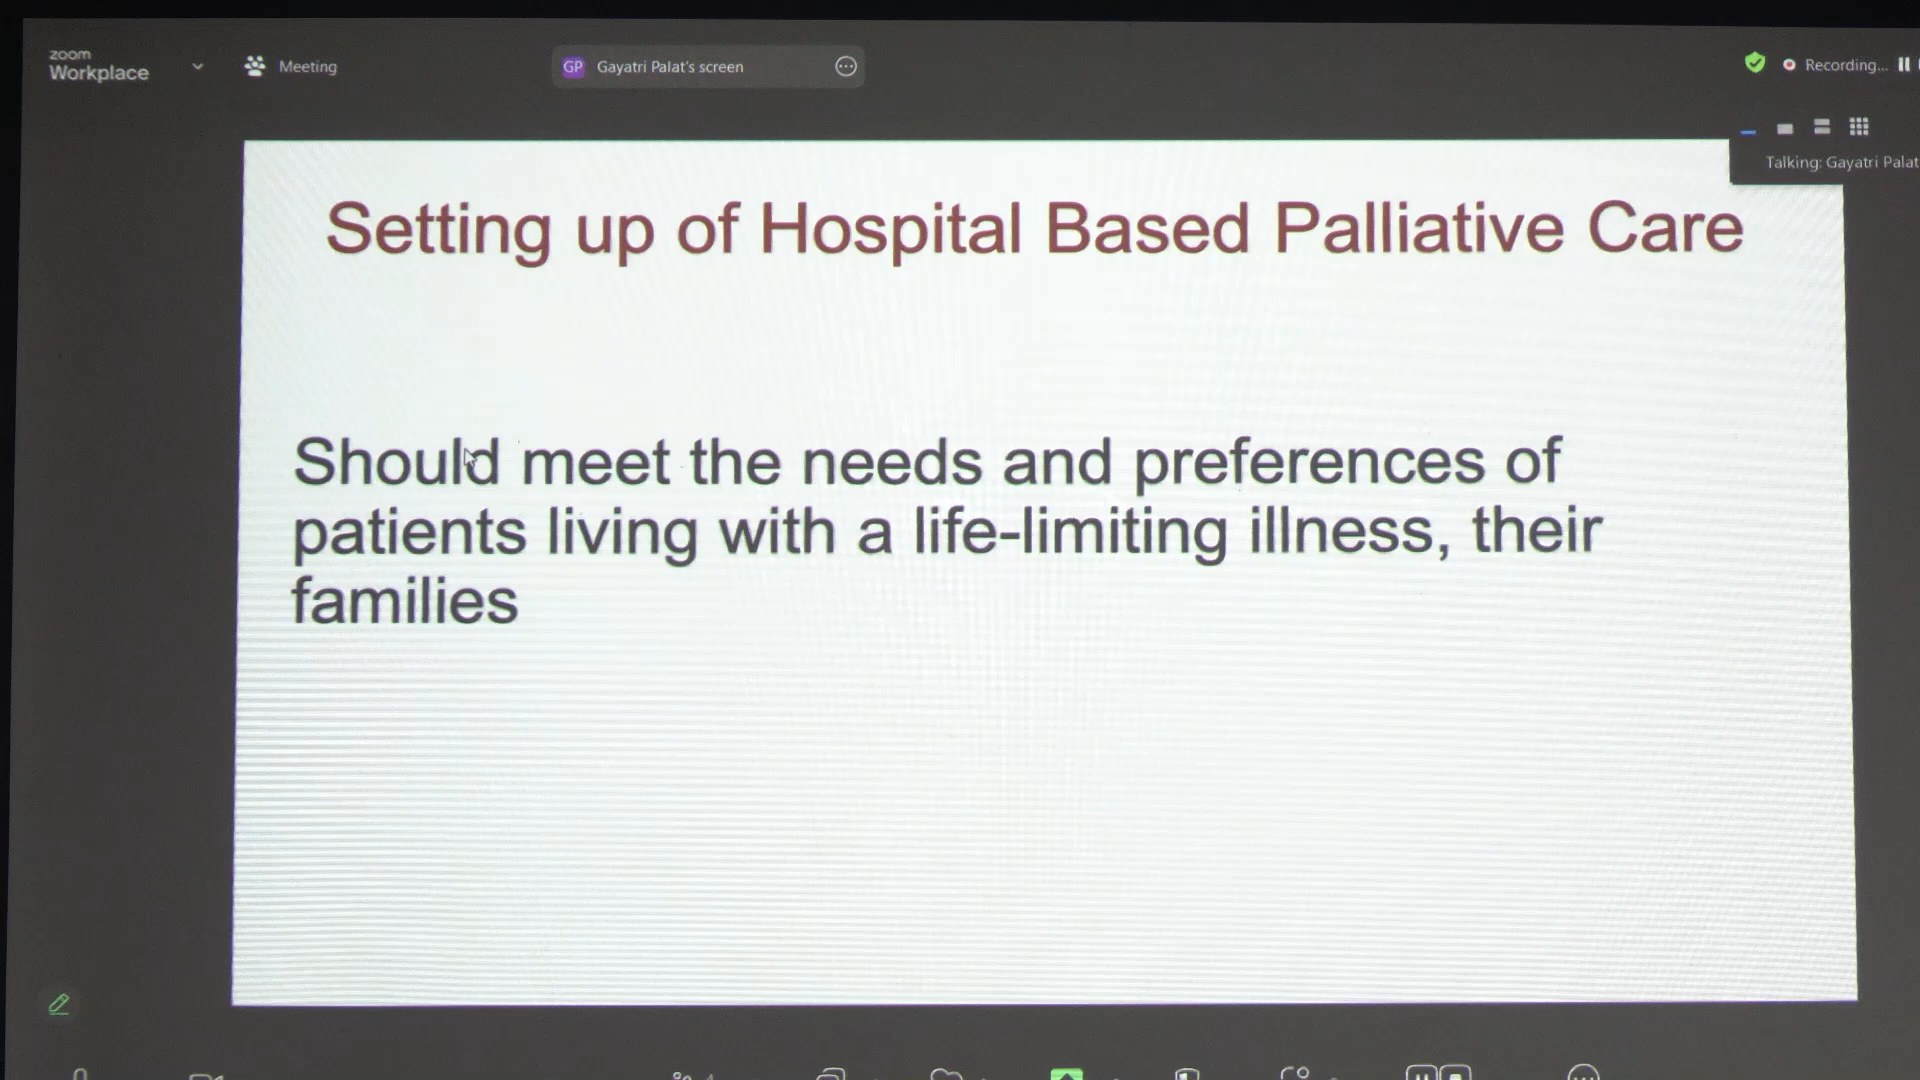 zoom
Workplace
Meeting
GP Gayatri Palat's screen
Recording...
Talking: Gayatri Palat
Setting up of Hospital Based Palliative Care
Should meet the needs and preferences of
patients living with a life-limiting illness, their
families